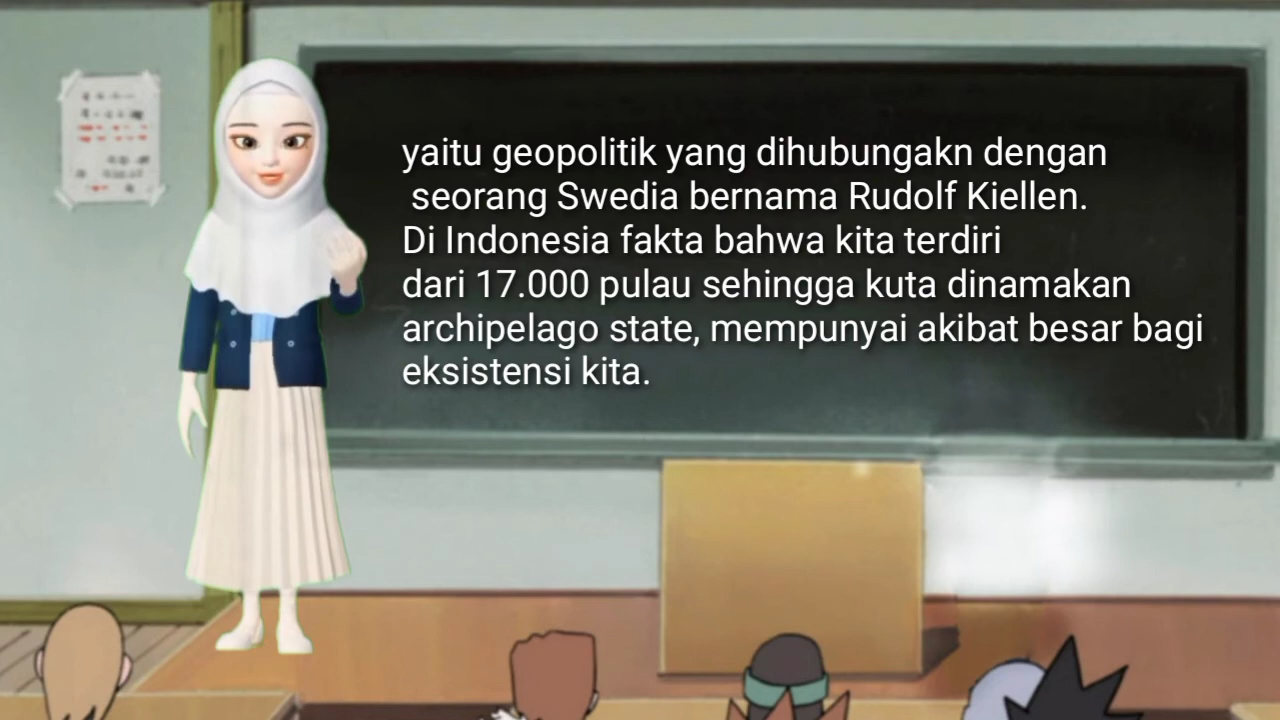 yaitu geopolitik yang dihubungakn dengan
seorang Swedia bernama Rudolf Kiellen.
Di Indonesia fakta bahwa kita terdiri
dari 17.000 pulau sehingga kuta dinamakan
archipelago state, mempunyai akibat besar bagi
eksistensi kita.